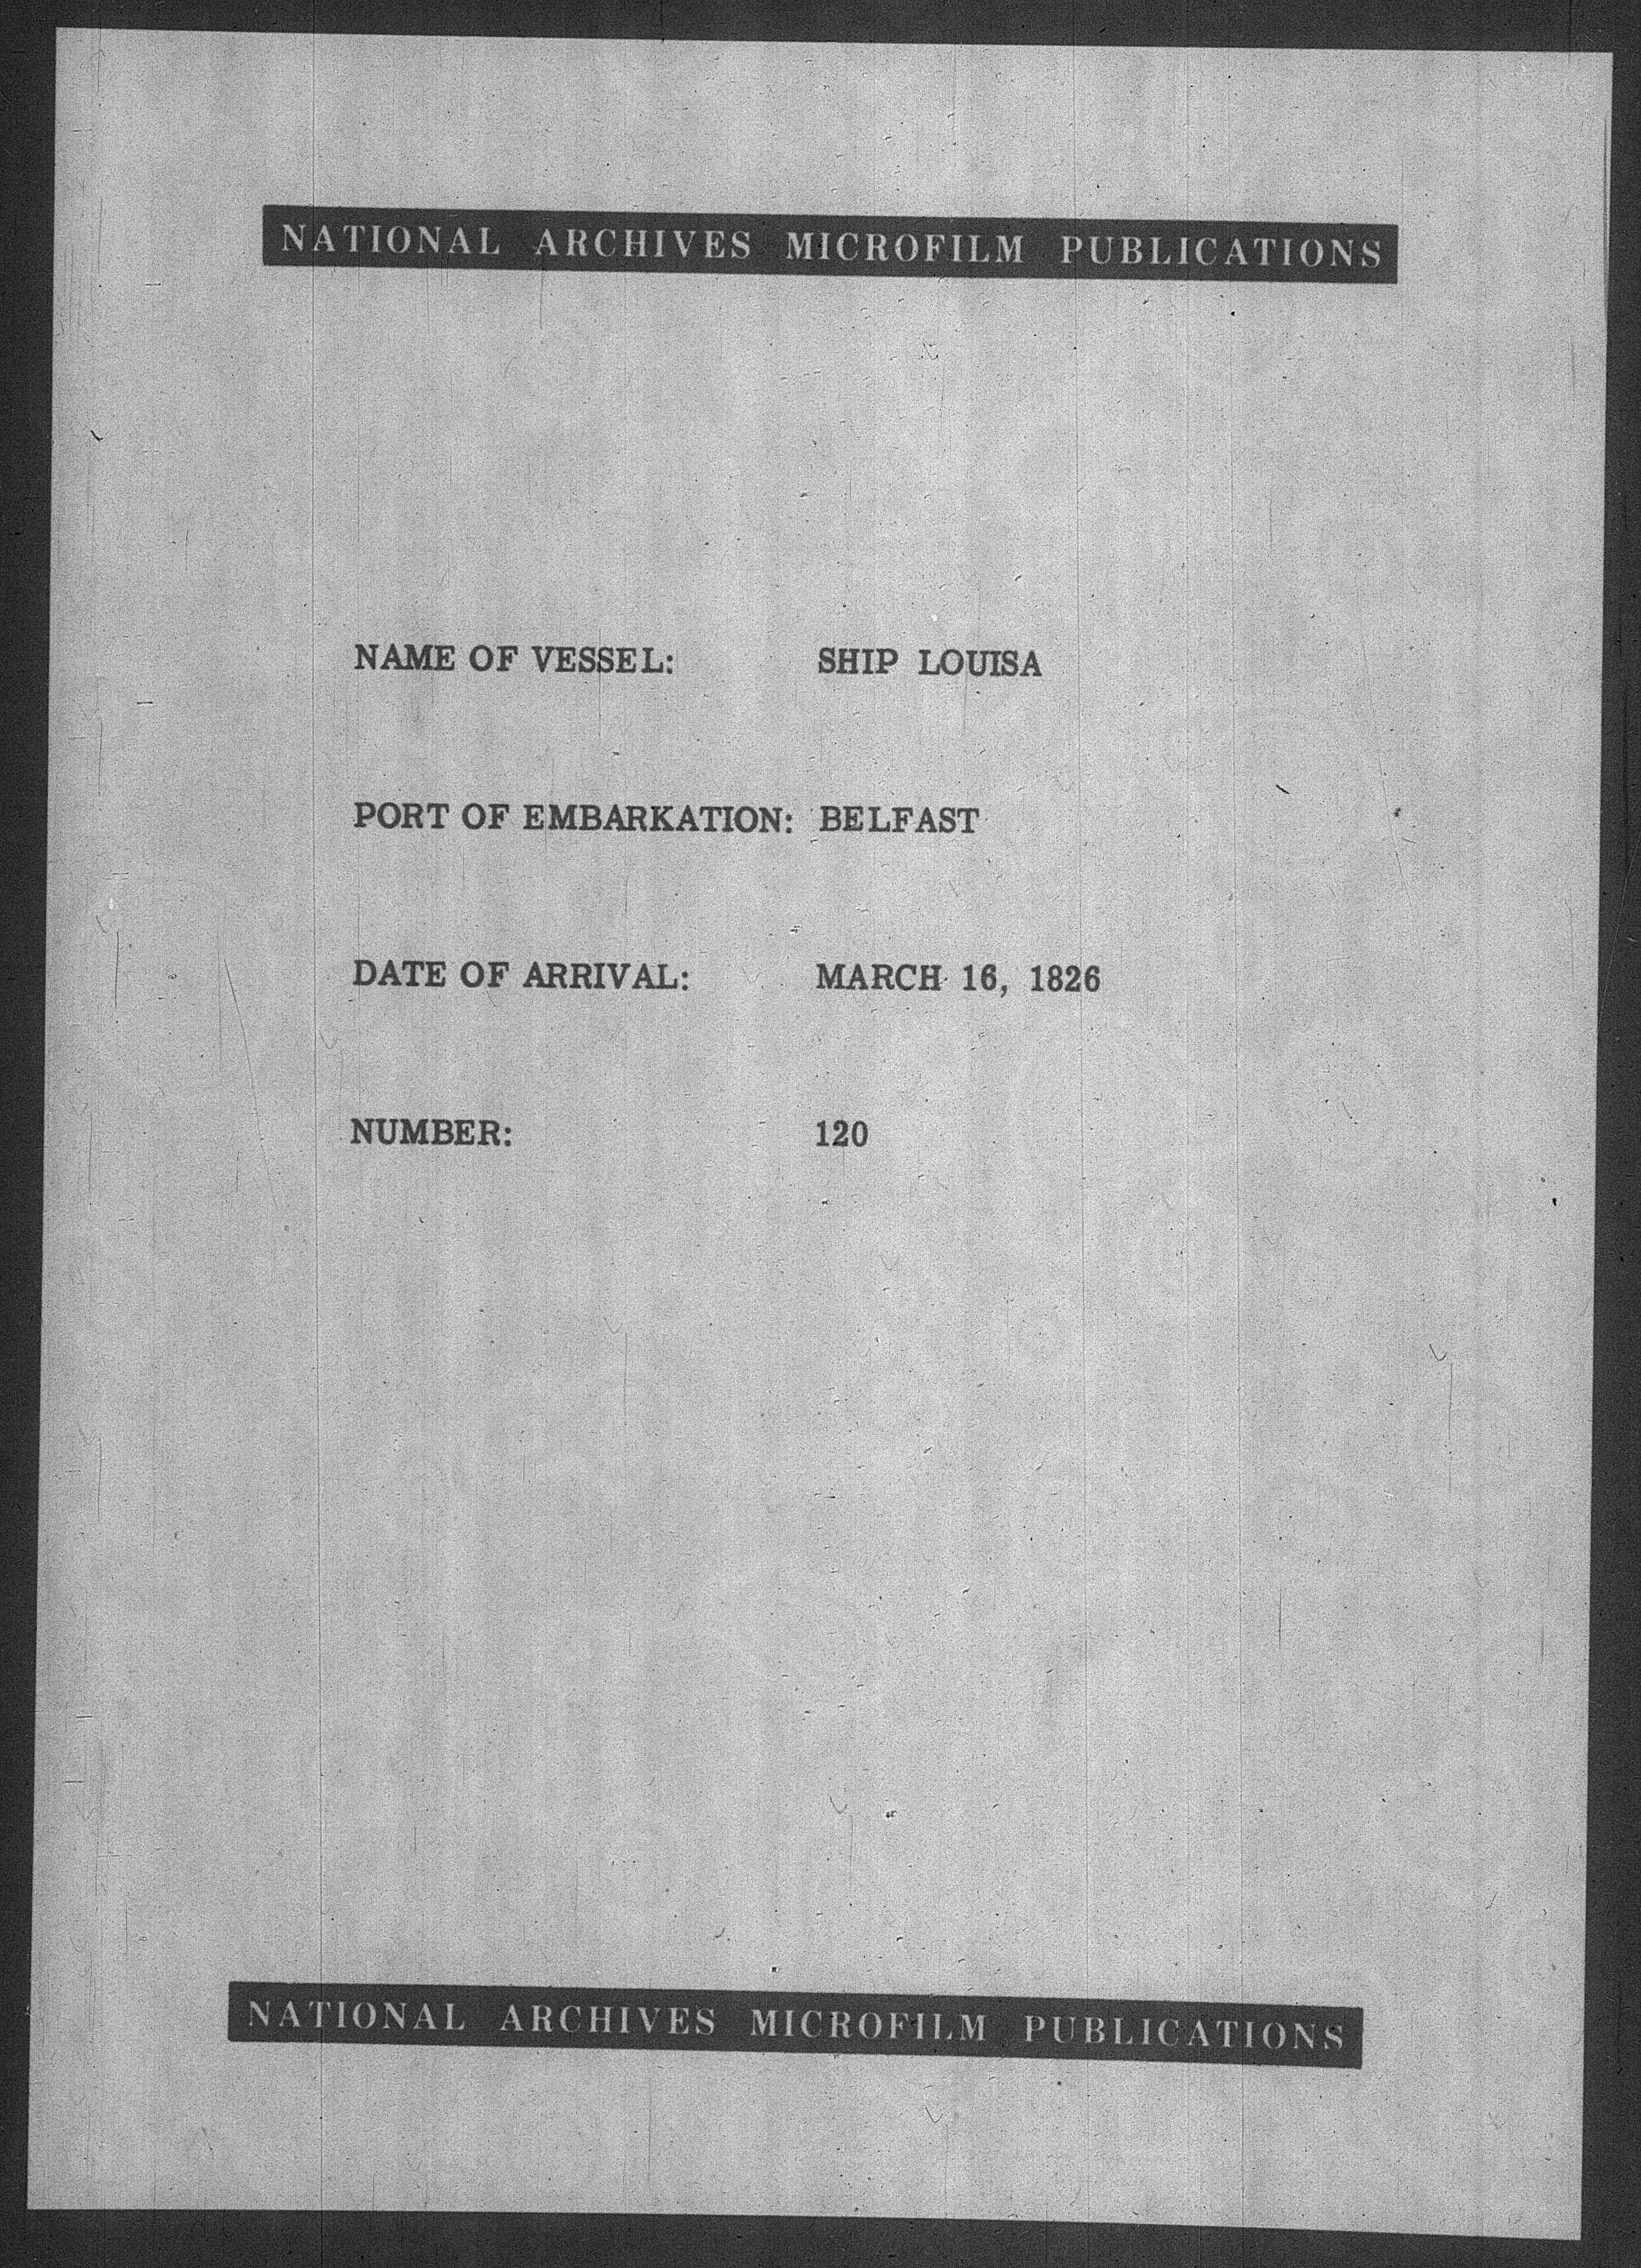 NATIONAL ARCHIVES MICROFILM PUBLICATIONS
NAME OF VESSEL: SHIP LOUISA
PORT OF EMBARKATION: BELFAST
DATE OF ARRIVAL: MARCH 16, 1826
NUMBER: 120
NATIONAL ARCHIVES MICROFILM PUBLICATIONS